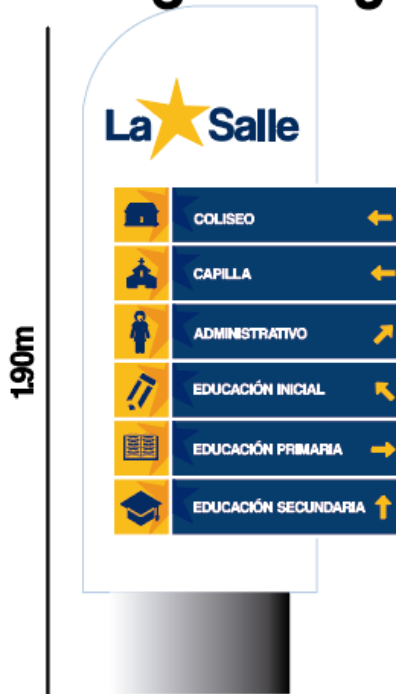 La Salle
COLISEO
CAPILLA
ADMINISTRATIVO
EDUCACIÓN INICIAL
EDUCACIÓN PRIMARIA
EDUCACIÓN SECUNDARIA
1.90m